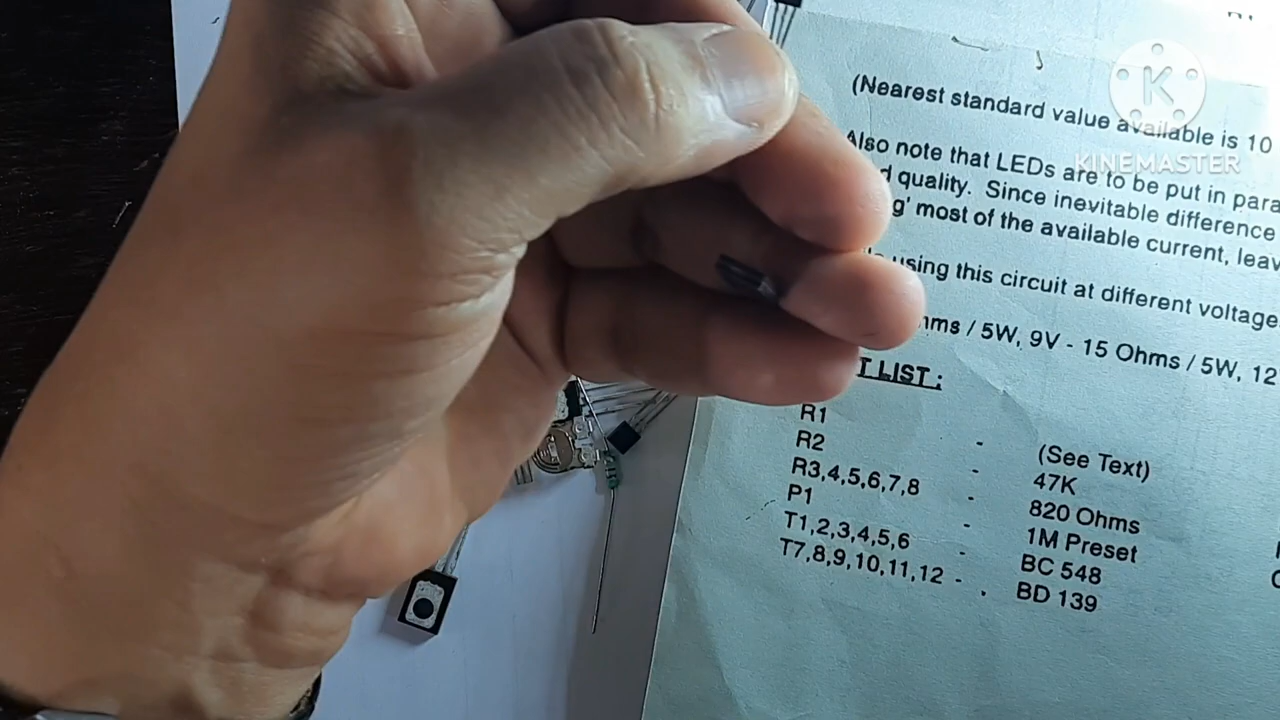 (Nearest standard value available is 10
Also note that LEDs are to be put in para
quality. Since inevitable difference
most of the available current, leav
using this circuit at different voltage
/ 5W, 9V - 15 Ohms / 5W, 12
LIST :
R1 - (See Text)
R2 - 47K
R3,4,5,6,7,8 - 820 Ohms
P1 - 1M Preset
T1,2,3,4,5,6 - BC 548
T7,8,9,10,11,12 - BD 139
K
KINEMASTER